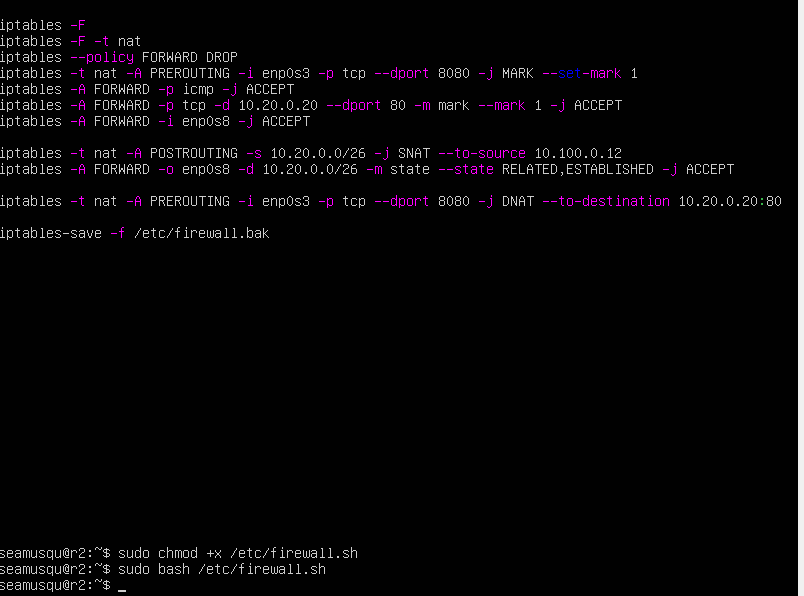 iptables -F
iptables -F -t nat
iptables --policy FORWARD DROP
iptables -t nat -A PREROUTING -i enp0s3 -p tcp --dport 8080 -j MARK --set-mark 1
iptables -A FORWARD -p icmp -j ACCEPT
iptables -A FORWARD -p tcp -d 10.20.0.20 --dport 80 -m mark --mark 1 -j ACCEPT
iptables -A FORWARD -i enp0s8 -j ACCEPT
iptables -t nat -A POSTROUTING -s 10.20.0.0/26 -j SNAT --to-source 10.100.0.12
iptables -A FORWARD -o enp0s8 -d 10.20.0.0/26 -m state --state RELATED,ESTABLISHED -j ACCEPT
iptables -t nat -A PREROUTING -i enp0s3 -p tcp --dport 8080 -j DNAT --to-destination 10.20.0.20:80
iptables-save -f /etc/firewall.bak
seamusqu@r2:~$ sudo chmod +x /etc/firewall.sh
seamusqu@r2:~$ sudo bash /etc/firewall.sh
seamusqu@r2:~$ _